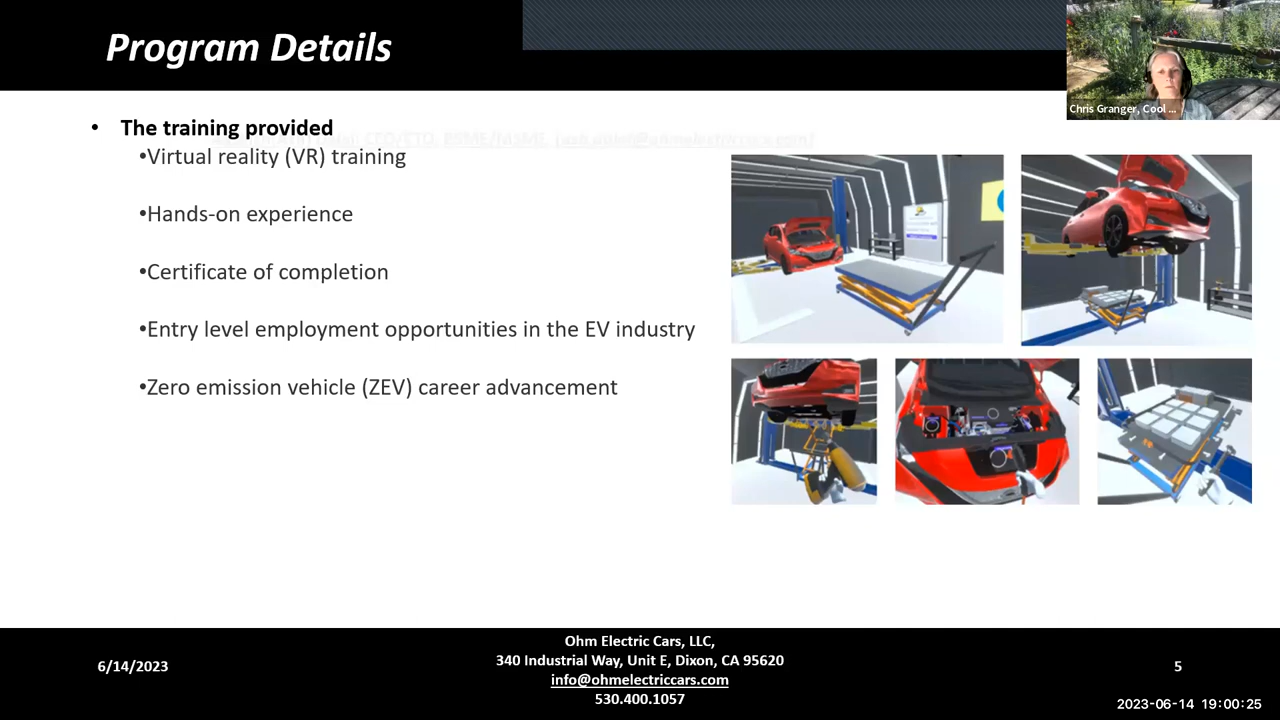 Program Details
Chris Granger, Cool ...
• The training provided
•Virtual reality (VR) training
•Hands-on experience
•Certificate of completion
•Entry level employment opportunities in the EV industry
•Zero emission vehicle (ZEV) career advancement
6/14/2023
Ohm Electric Cars, LLC,
340 Industrial Way, Unit E, Dixon, CA 95620
info@ohmelectriccars.com
530.400.1057
5
2023-06-14 19:00:25